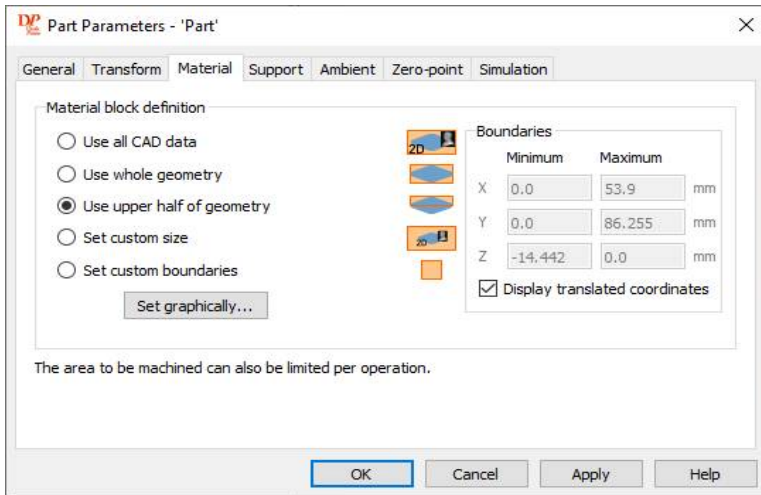 DP Part Parameters - 'Part'
General Transform Material Support Ambient Zero-point Simulation
Material block definition
Use all CAD data
Use whole geometry
Use upper half of geometry
Set custom size
Set custom boundaries
Set graphically...
2D
2D
Boundaries
Minimum Maximum
X 0.0 53.9 mm
Y 0.0 86.255 mm
Z -14.442 0.0 mm
Display translated coordinates
The area to be machined can also be limited per operation.
OK Cancel Apply Help